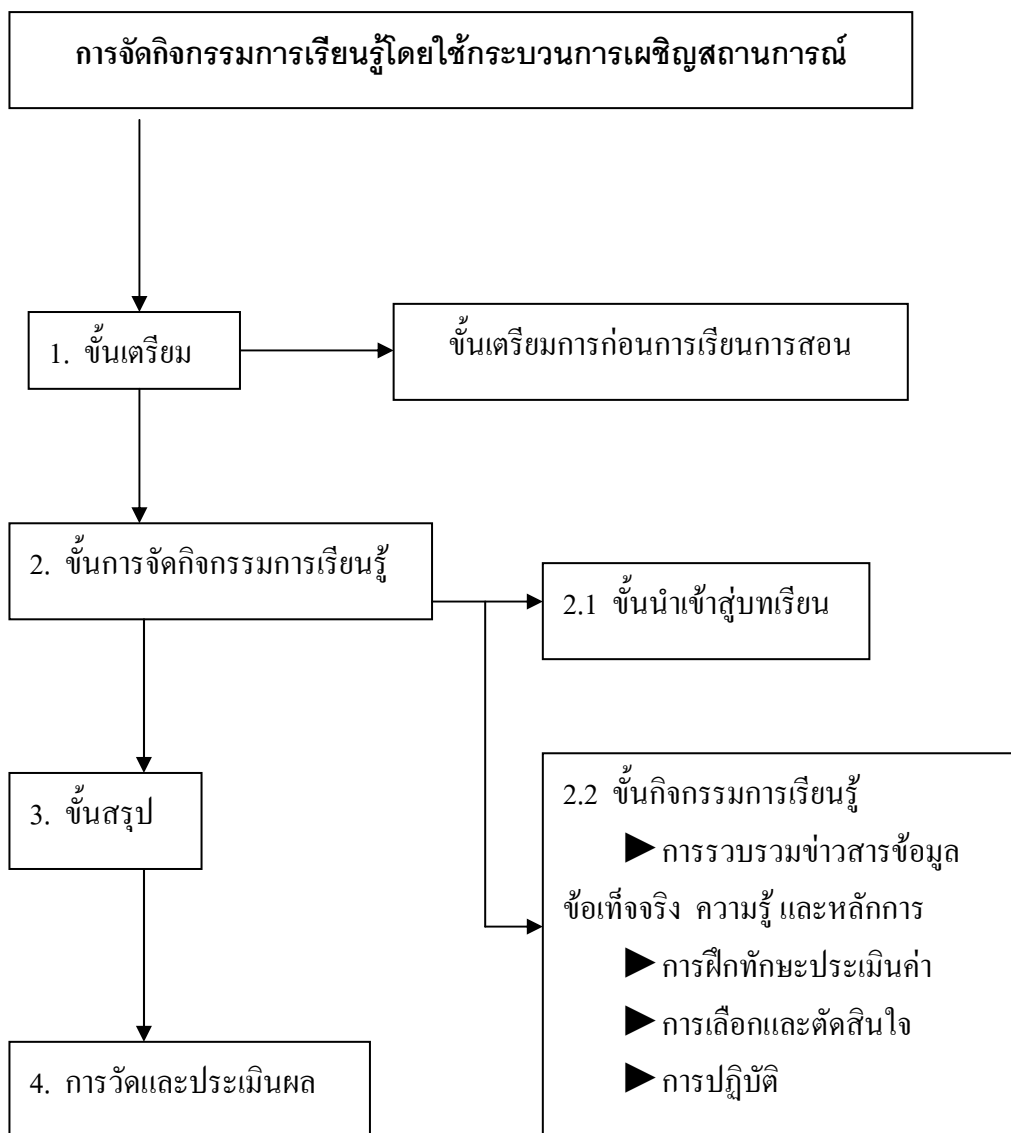 การจัดกิจกรรมการเรียนรู้โดยใช้กระบวนการเผชิญสถานการณ์
1. ขั้นเตรียม
ขั้นเตรียมการก่อนการเรียนการสอน
2. ขั้นการจัดกิจกรรมการเรียนรู้
2.1 ขั้นนำเข้าสู่บทเรียน
2.2 ขั้นกิจกรรมการเรียนรู้
▶ การรวบรวมข่าวสารข้อมูล
ข้อเท็จจริง ความรู้ และหลักการ
▶ การฝึกทักษะประเมินค่า
▶ การเลือกและตัดสินใจ
▶ การปฏิบัติ
3. ขั้นสรุป
4. การวัดและประเมินผล